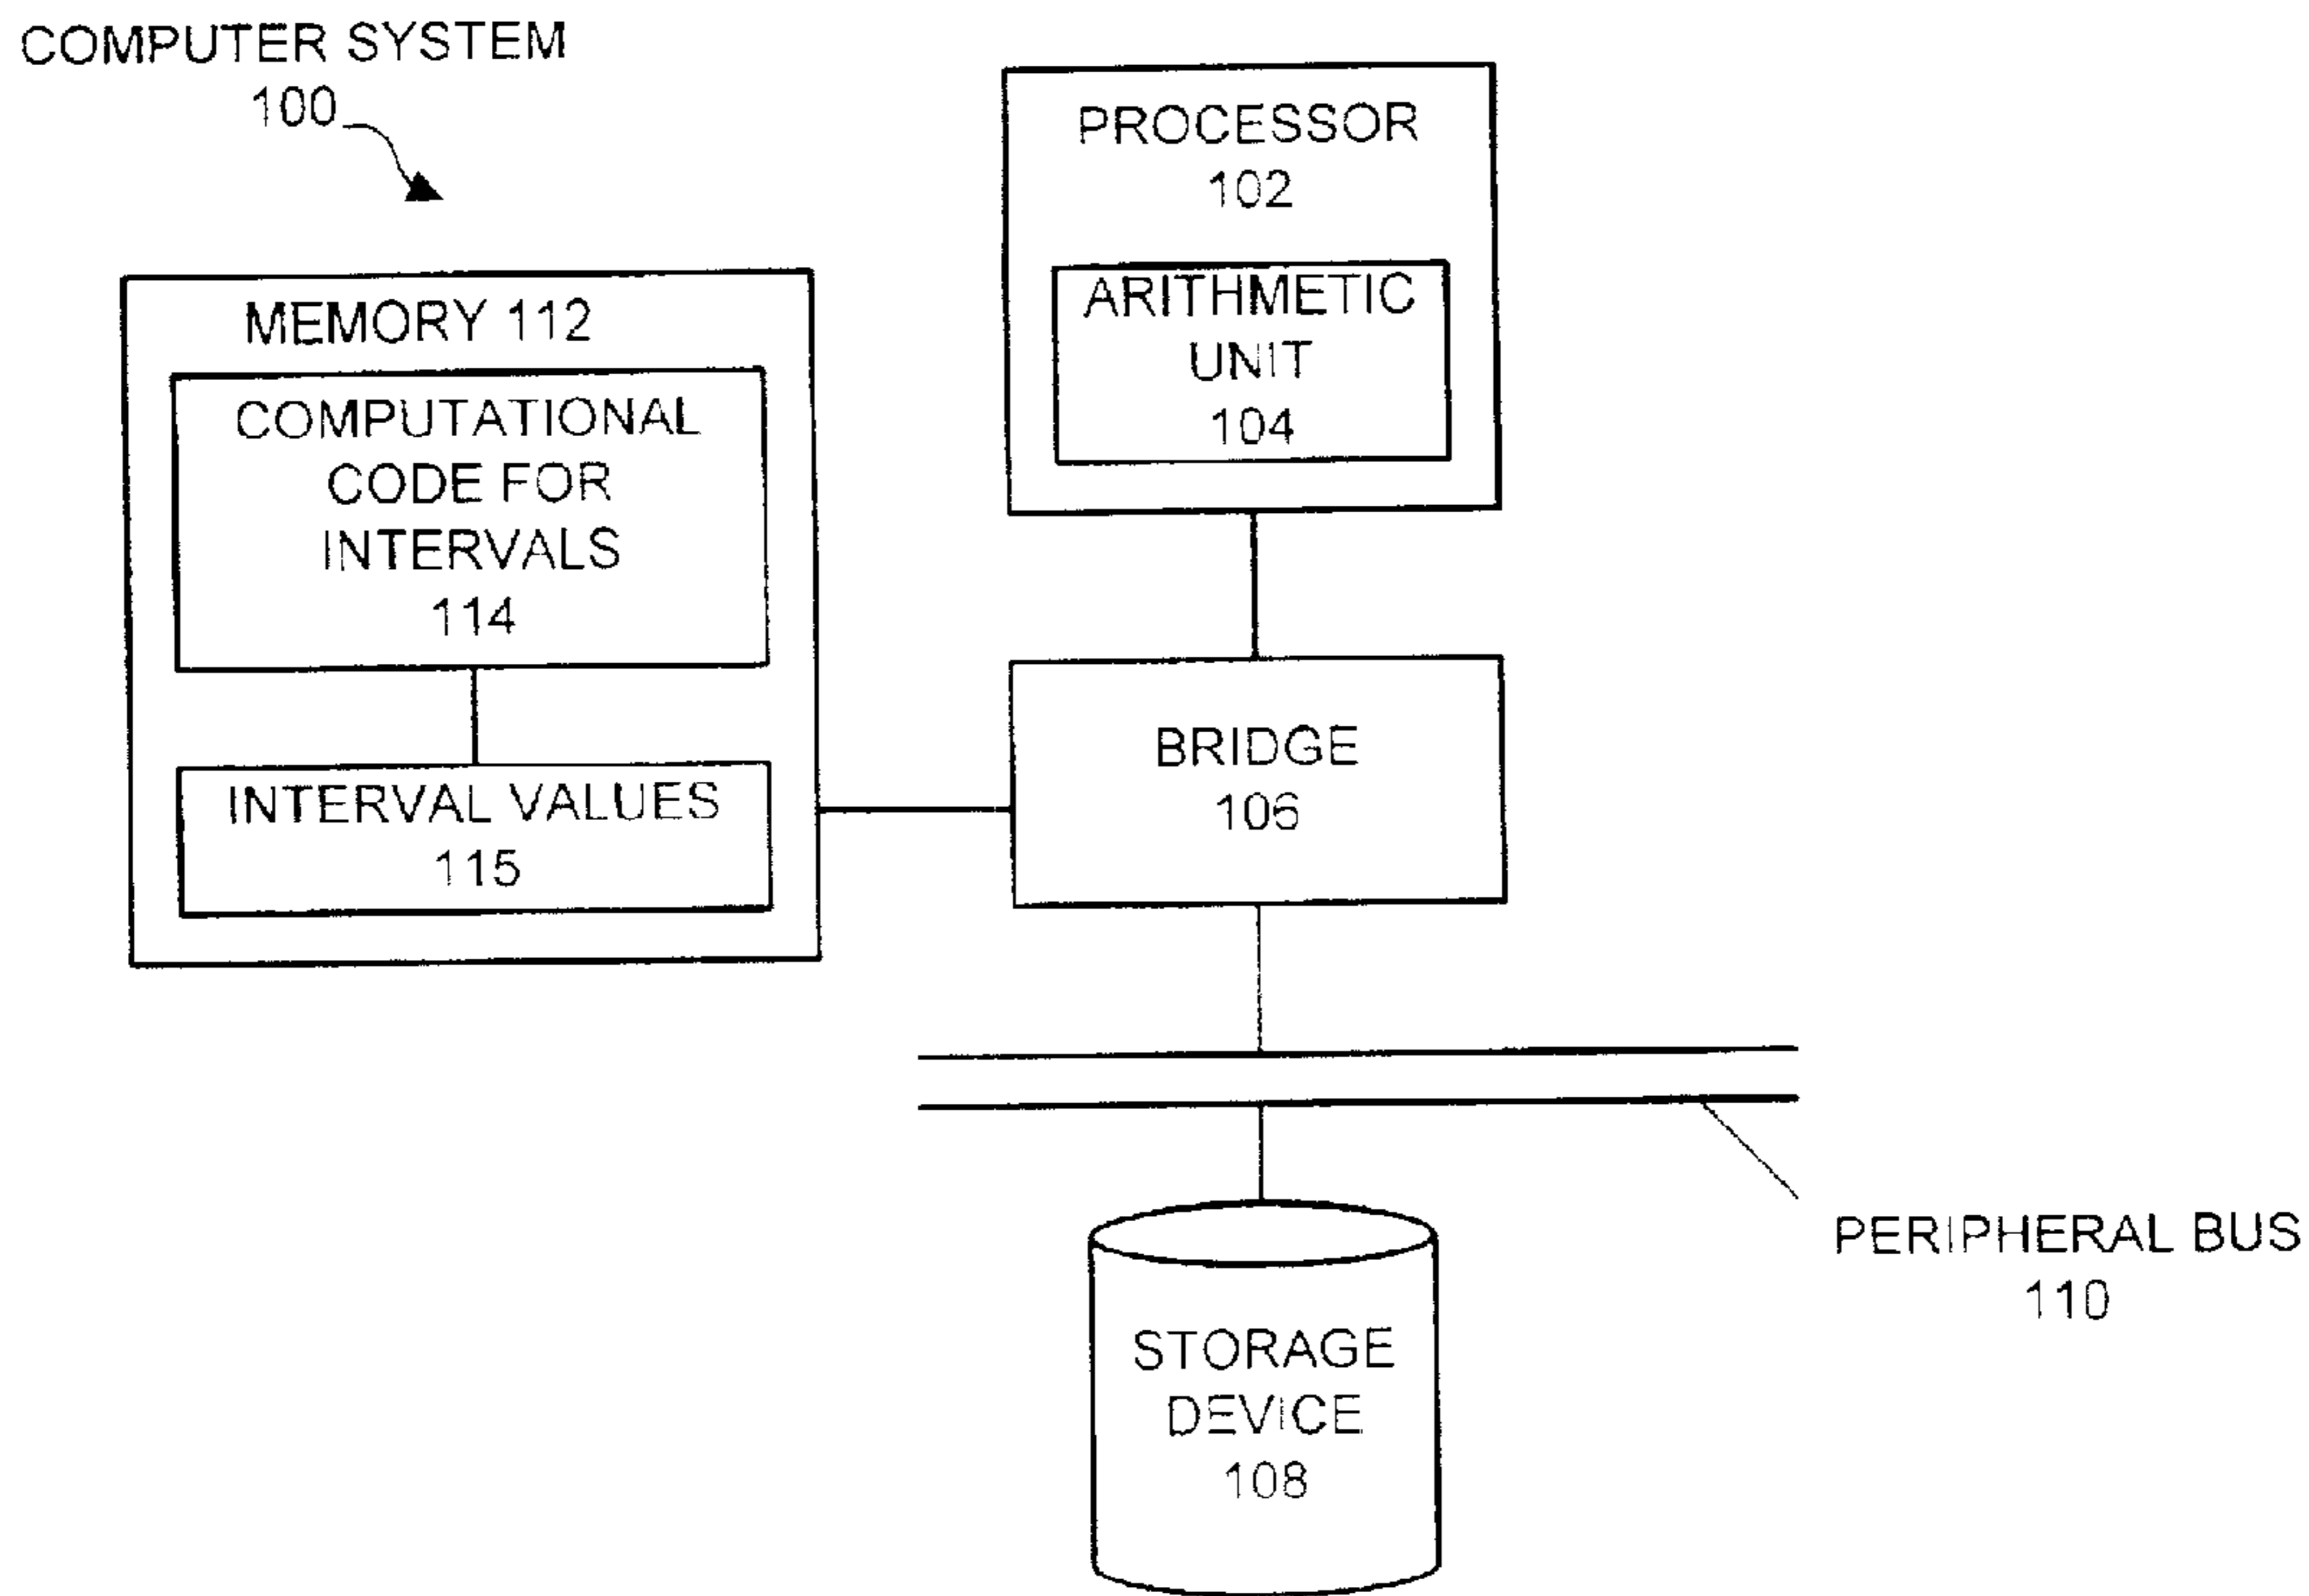 COMPUTER SYSTEM
100
PROCESSOR
102
ARITHMETIC
UNIT
104
MEMORY 112
COMPUTATIONAL
CODE FOR
INTERVALS
114
INTERVAL VALUES
115
BRIDGE
106
PERIPHERAL BUS
110
STORAGE
DEVICE
108